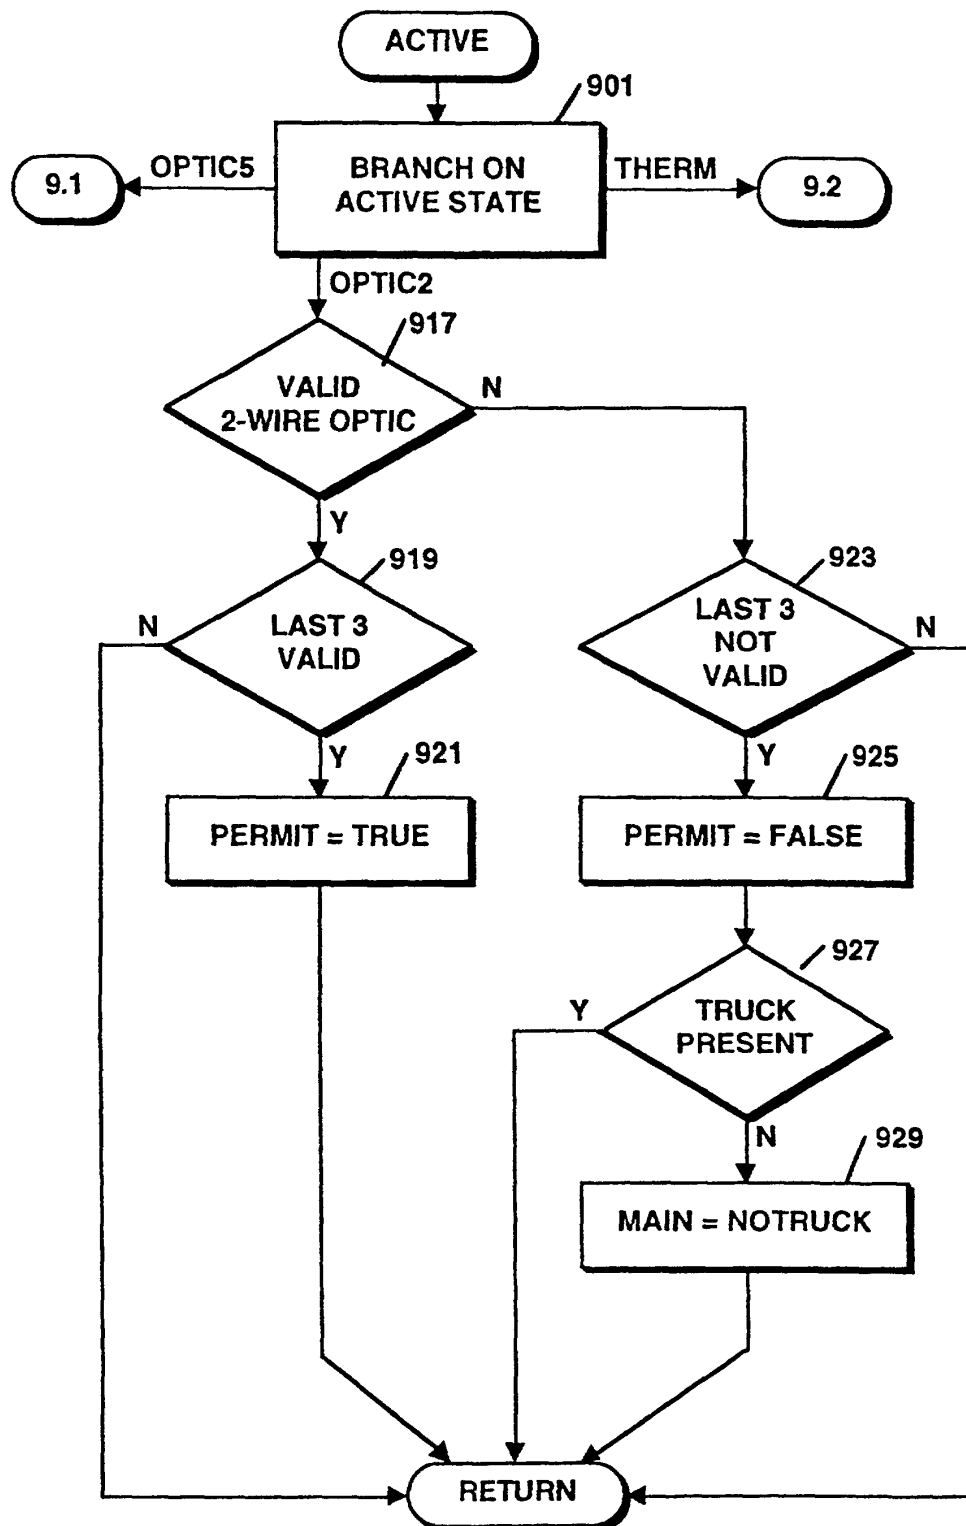 ACTIVE
901
BRANCH ON
ACTIVE STATE
OPTIC5
9.1
THERM
9.2
OPTIC2
917
VALID
2-WIRE OPTIC
N
Y
919
LAST 3
VALID
N
923
LAST 3
NOT
VALID
N
Y
921
PERMIT = TRUE
Y
925
PERMIT = FALSE
927
TRUCK
PRESENT
Y
N
929
MAIN = NOTRUCK
RETURN